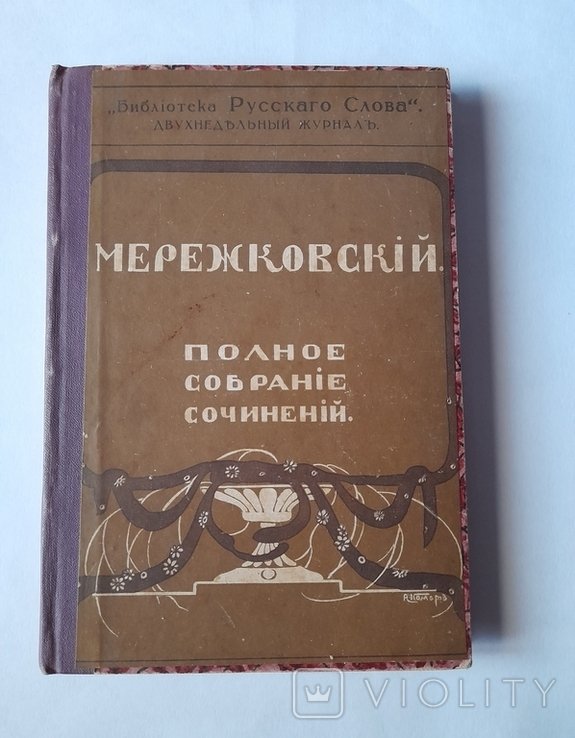 „Библіотека Русскаго Слова“.
ДВУХНЕДѢЛЬНЫЙ ЖУРНАЛЪ.
МЕРЕЖКОВСКІЙ.
ПОЛНОЕ
СОБРАНІЕ
СОЧИНЕНІЙ.
VIOLITY